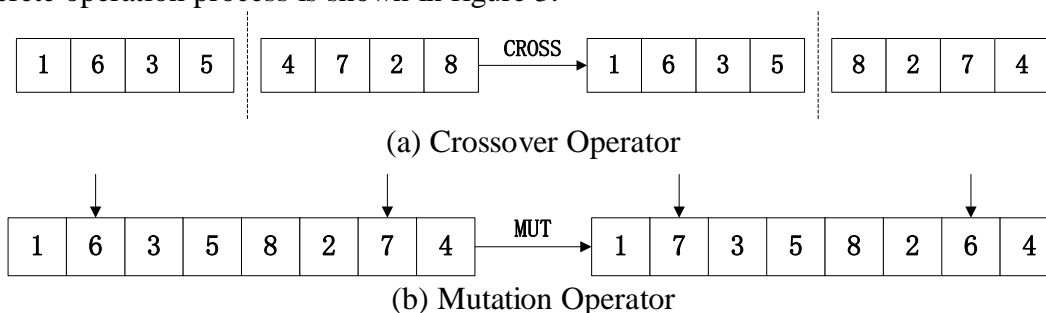 crete operation process is shown in figure 3.
1 6 3 5 4 7 2 8 CROSS 1 6 3 5 8 2 7 4
(a) Crossover Operator
1 6 3 5 8 2 7 4 MUT 1 7 3 5 8 2 6 4
(b) Mutation Operator